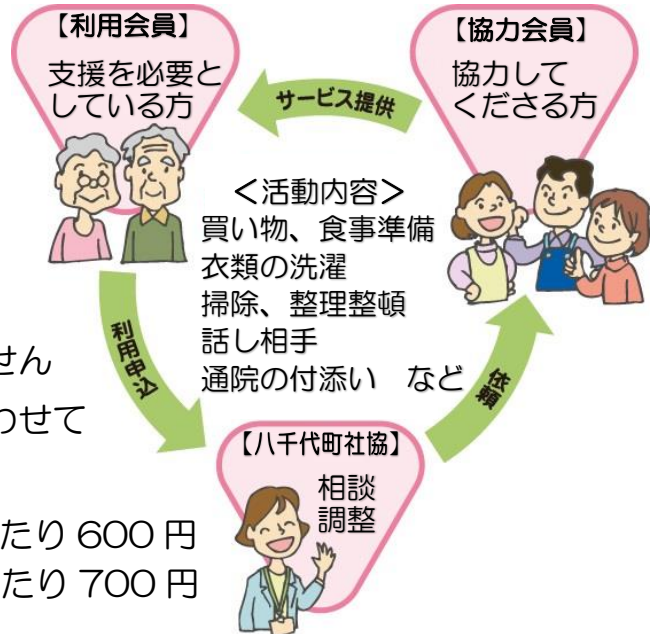 【利用会員】
支援を必要と
している方
【協力会員】
協力して
くださる方
サービス提供
＜活動内容＞
買い物、食事準備
衣類の洗濯
掃除、整理整頓
話し相手
通院の付添い　など
利用申込
依頼
せん
わせて
【八千代町社協】
相談
調整
たり 600 円
たり 700 円